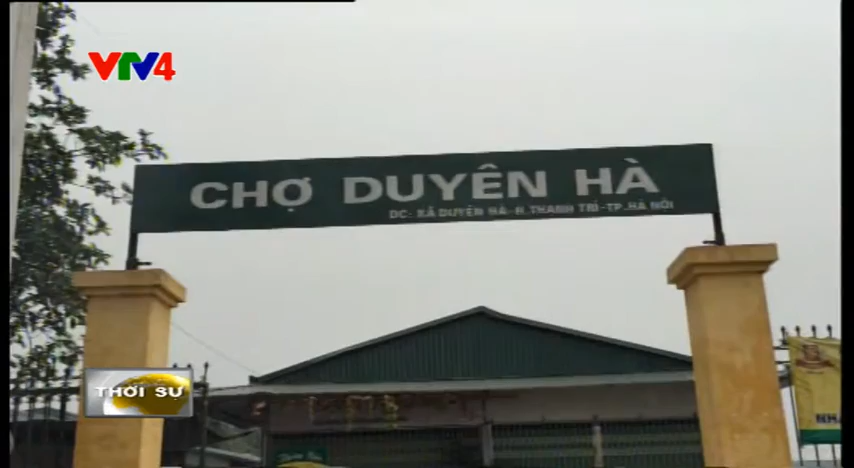 VTV4
CHỢ DUYÊN HÀ
ĐC: XÃ DUYÊN HÀ-H.THANH TRÌ-TP.HÀ NỘI
THỜI SỰ